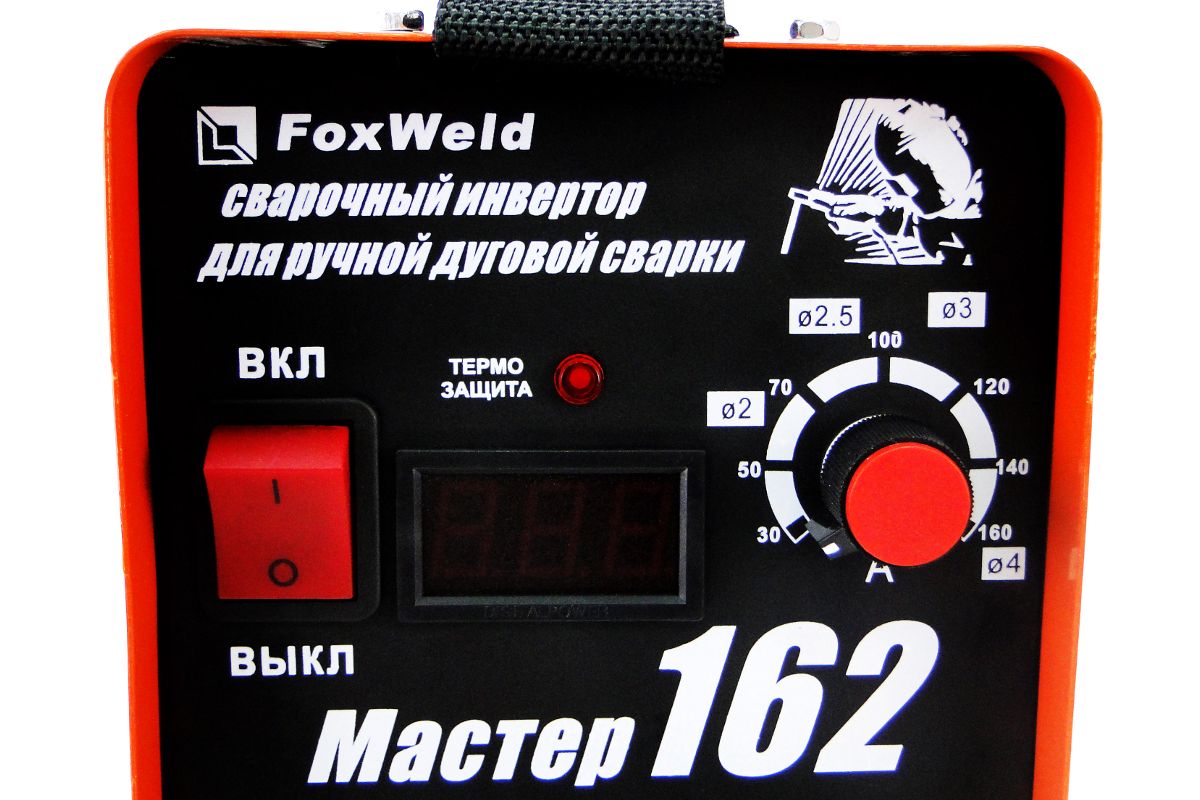 FoxWeld
сварочный инвертор
для ручной дуговой сварки
ø2.5
ø3
100
ВКЛ
ТЕРМО
ЗАЩИТА
70
120
ø2
50
140
I
O
30
160
ø4
A
ВЫКЛ
Мастер 162